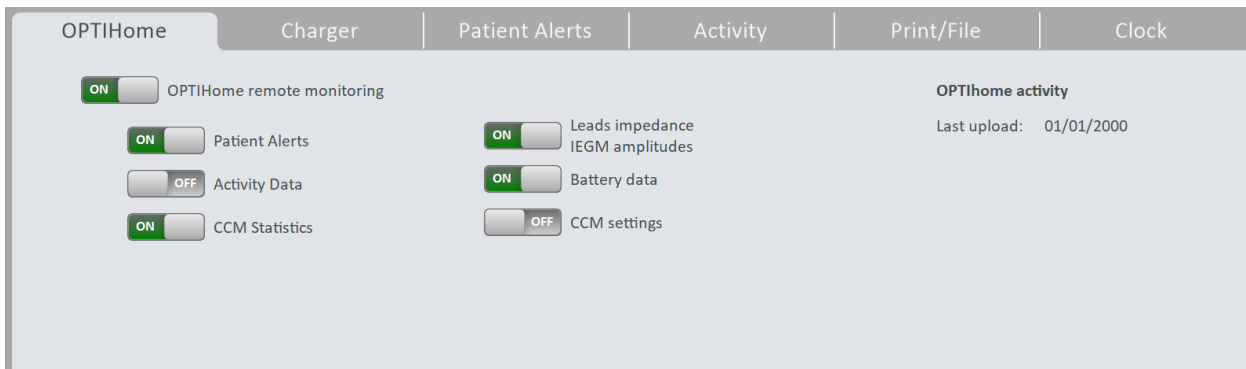 OPTIHome Charger Patient Alerts Activity Print/File Clock
ON OPTIHome remote monitoring
ON Patient Alerts
OFF Activity Data
ON CCM Statistics
ON Leads impedance
IEGM amplitudes
ON Battery data
OFF CCM settings
OPTIhome activity
Last upload: 01/01/2000